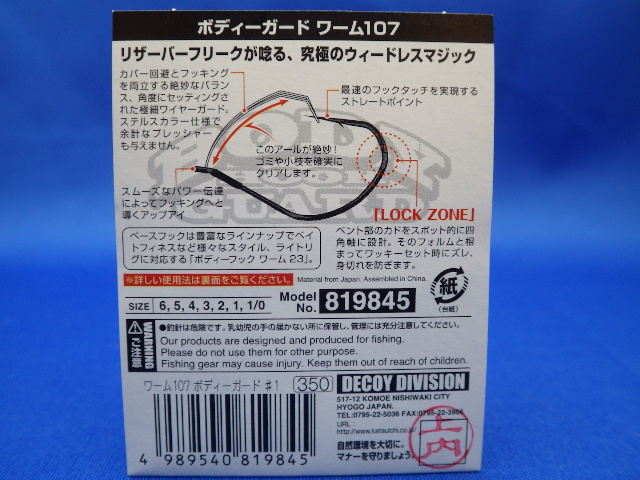 ボディーガード ワーム107
リザーバーフリークが唸る、究極のウィードレスマジック
カバー回避とフッキング
を両立する絶妙なバラン
ス、角度にセッティングさ
れた極細ワイヤーガード。
ステルスカラー仕様で
余計なプレッシャー
も与えません。
最速のフックタッチを実現する
ストレートポイント
このアールが絶妙!
ゴミや小枝を確実に
クリアします。
BODY
GUARD
スムーズなパワー伝達
によってフッキングへと
導くアップアイ
「LOCK ZONE」
ベント部のカドをスポット的に四
角軸に設計。そのフォルムと相
まってワッキーセット時にズレ、
身切れを防ぎます。
ベースフックは豊富なラインナップでベイ
トフィネスなど様々なスタイル、ライトリ
グに対応する「ボディーフック ワーム 23」。
※詳しい使用法は裏面をご覧ください。
Material from Japan. Assembled in China.
紙
(台紙)
SIZE 6, 5, 4, 3, 2, 1, 1/0
Model No. 819845
WARNING
ご注意
●釣針は危険です。乳幼児の手の届かない所に保管し、管理には充分注意してください。
Our products are designed and produced for fishing.
Please do not use them for other purpose.
Fishing gear may cause injury. Keep them out of reach of children.
ワーム107 ボディーガード #1 350
DECOY DIVISION
517-12 KOMOE NISHIWAKI CITY
HYOGO JAPAN.
TEL:0795-22-5036 FAX:0795-22-3986
URL:
http://www.katsuichi.co.jp/
自然環境を大切に。
マナーを守りましょう。
4 989540 819845